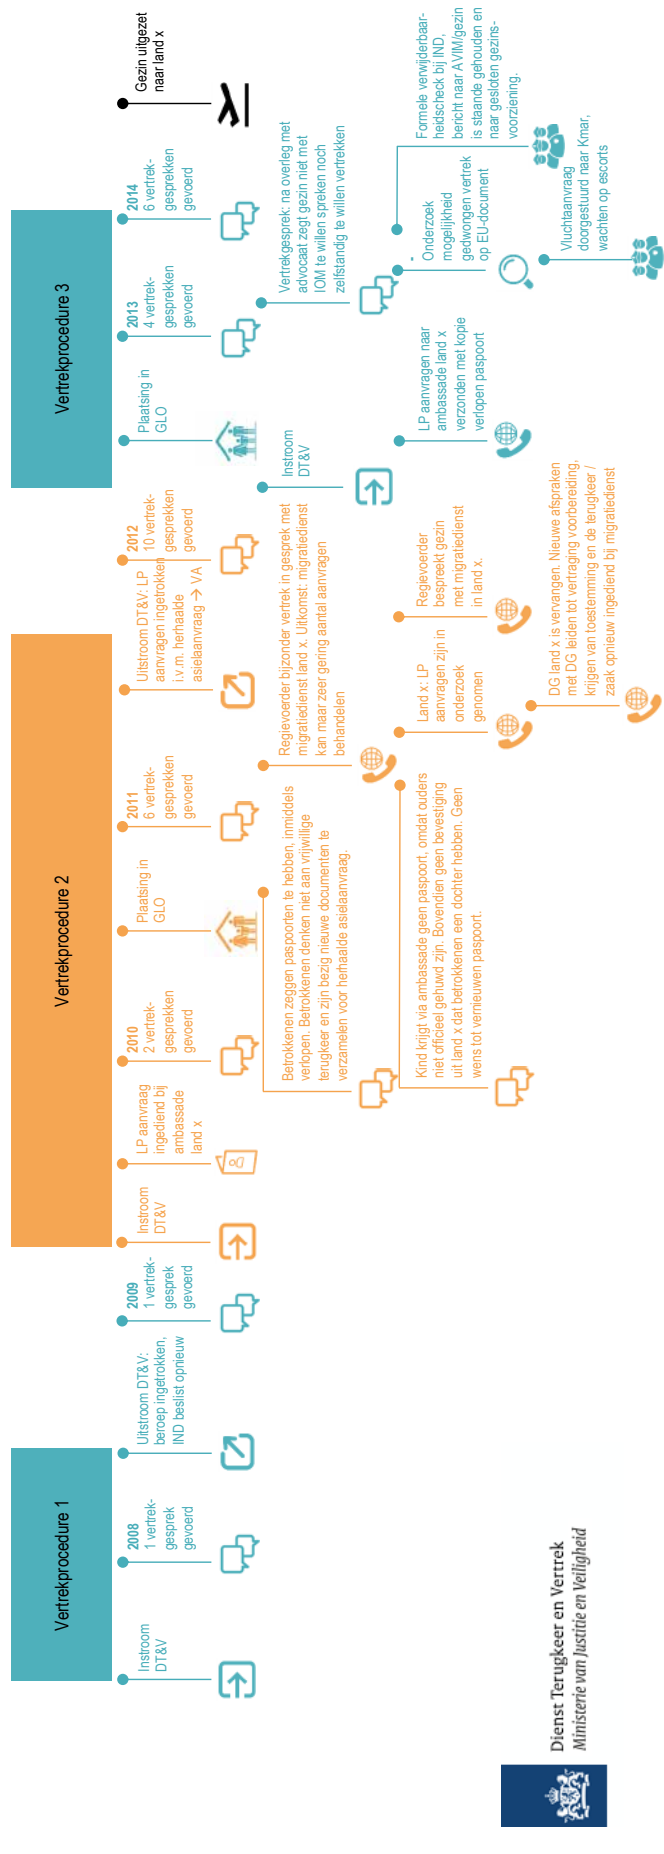 Vertrekprocedure 1
Vertrekprocedure 2
Vertrekprocedure 3
Instroom
DT&V
2008
1 vertrek-
gesprek
gevoerd
Uitstroom DT&V:
beroep ingetrokken,
IND beslist opnieuw
2009
1 vertrek-
gesprek
gevoerd
Instroom
DT&V
LP aanvraag
ingediend bij
ambassade
land x
2010
2 vertrek-
gesprekken
gevoerd
Plaatsing in
GLO
2011
6 vertrek-
gesprekken
gevoerd
Uitstroom DT&V: LP
aanvragen ingetrokken
i.v.m. herhaalde
asielaanvraag → VA
2012
10 vertrek-
gesprekken
gevoerd
Plaatsing in
GLO
2013
4 vertrek-
gesprekken
gevoerd
2014
6 vertrek-
gesprekken
gevoerd
Gezin uitgezet
naar land x
Betrokkenen zeggen paspoorten te hebben, inmiddels
verlopen. Betrokkenen denken niet aan vrijwillige
terugkeer en zijn bezig nieuwe documenten te
verzamelen voor herhaalde asielaanvraag.
Regievoerder bijzonder vertrek in gesprek met
migratiedienst land x. Uitkomst: migratiedienst
kan maar zeer gering aantal aanvragen
behandelen
Instroom
DT&V
Vertrekgesprek: na overleg met
advocaat zegt gezin niet met
IOM te willen spreken noch
zelfstandig te willen vertrekken
Kind krijgt via ambassade geen paspoort, omdat ouders
niet officieel gehuwd zijn. Bovendien geen bevestiging
uit land x dat betrokkenen een dochter hebben. Geen
wens tot vernieuwen paspoort.
Land x: LP
aanvragen zijn in
onderzoek
genomen
Regievoerder
bespreekt gezin
met migratiedienst
in land x.
LP aanvragen naar
ambassade land x
verzonden met kopie
verlopen paspoort
Onderzoek
mogelijkheid
gedwongen vertrek
op EU-document
Formele verwijderbaar-
heidscheck bij IND,
bericht naar AVIM/gezin
is staande gehouden en
naar gesloten gezins-
voorziening.
DG land x is vervangen. Nieuwe afspraken
met DG leiden tot vertraging voorbereiding,
krijgen van toestemming en de terugkeer /
zaak opnieuw ingediend bij migratiedienst
Vluchtaanvraag
doorgestuurd naar Kmar,
wachten op escorts
Dienst Terugkeer en Vertrek
Ministerie van Justitie en Veiligheid